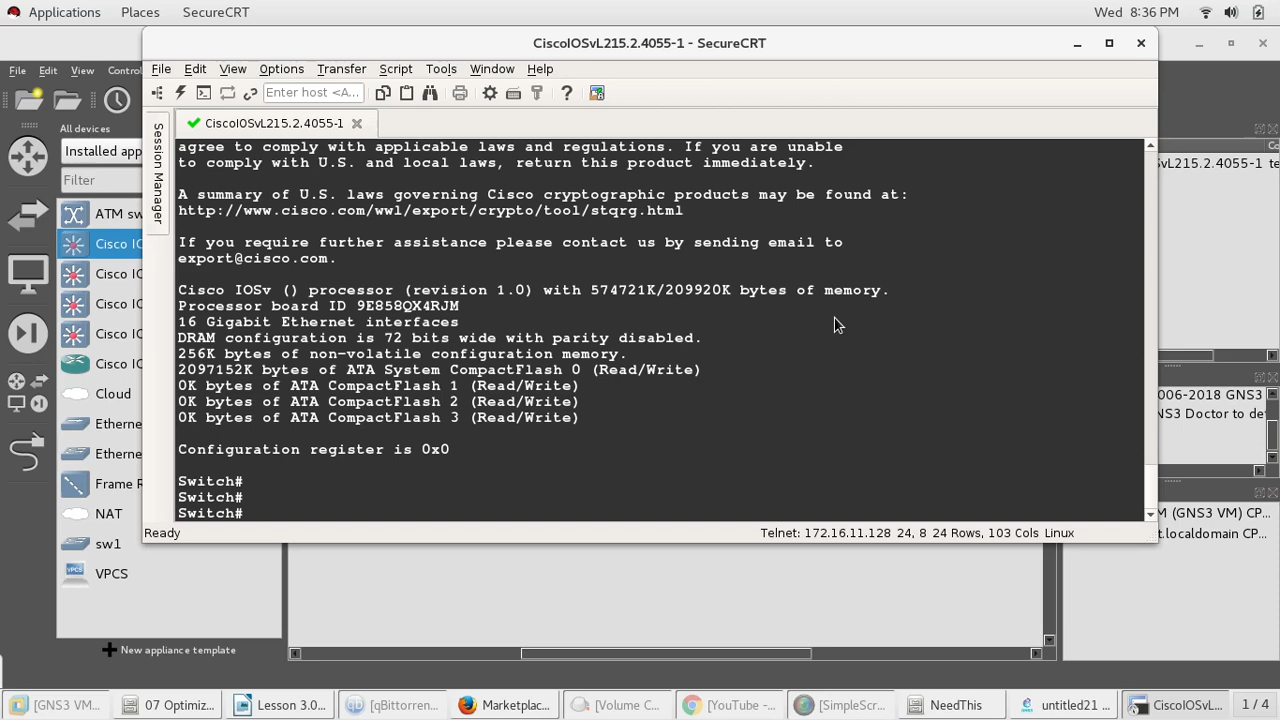 Applications Places SecureCRT Wed 8:36 PM
CiscoIOSvL215.2.4055-1 - SecureCRT
File Edit View Options Transfer Script Tools Window Help
File Edit View Control
Enter host <A...
CiscoIOSvL215.2.4055-1
Session Manager
All devices
Installed app
Filter
ATM sw
Cisco IO
Cisco IO
Cisco IO
Cisco IO
Cisco IO
Cloud
Etherne
Etherne
Frame R
NAT
sw1
VPCS
New appliance template
agree to comply with applicable laws and regulations. If you are unable
to comply with U.S. and local laws, return this product immediately.
A summary of U.S. laws governing Cisco cryptographic products may be found at:
http://www.cisco.com/wwl/export/crypto/tool/stqrg.html
If you require further assistance please contact us by sending email to
export@cisco.com.
Cisco IOSv () processor (revision 1.0) with 574721K/209920K bytes of memory.
Processor board ID 9E858QX4RJM
16 Gigabit Ethernet interfaces
DRAM configuration is 72 bits wide with parity disabled.
256K bytes of non-volatile configuration memory.
2097152K bytes of ATA System CompactFlash 0 (Read/Write)
0K bytes of ATA CompactFlash 1 (Read/Write)
0K bytes of ATA CompactFlash 2 (Read/Write)
0K bytes of ATA CompactFlash 3 (Read/Write)
Configuration register is 0x0
Switch#
Switch#
Switch#
Ready Telnet: 172.16.11.128 24, 8 24 Rows, 103 Cols Linux
vL215.2.4055-1 te
006-2018 GNS3
GNS3 Doctor to de
M (GNS3 VM) CP...
t.localdomain CP...
[GNS3 VM... 07 Optimiz... Lesson 3.0... [qBittorren... Marketplac... [Volume C... [YouTube -... [SimpleScr... NeedThis untitled21 ... CiscoIOSvL... 1 / 4